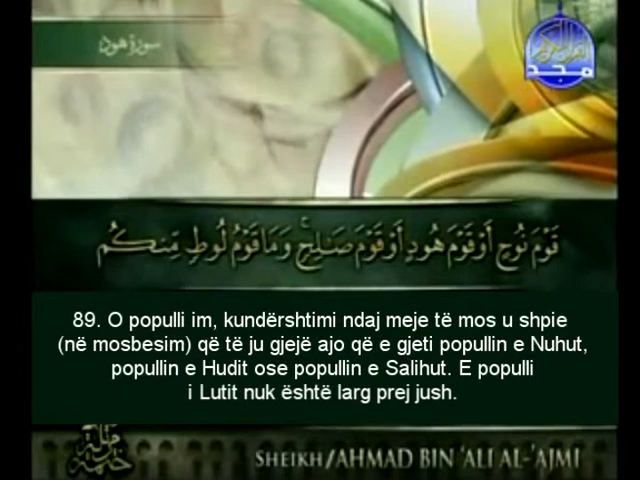 سورة هود
مجد
قَوْمَ نُوحٍ أَوْ قَوْمَ هُودٍ أَوْ قَوْمَ صَـٰلِحٍ ۚ وَمَا قَوْمُ لُوطٍ مِّنكُم
89. O populli im, kundërshtimi ndaj meje të mos u shpie
(në mosbesim) që të ju gjejë ajo që e gjeti popullin e Nuhut,
popullin e Hudit ose popullin e Salihut. E populli
i Lutit nuk është larg prej jush.
SHEIKH/AHMAD BIN 'ALI AL-'AJMI